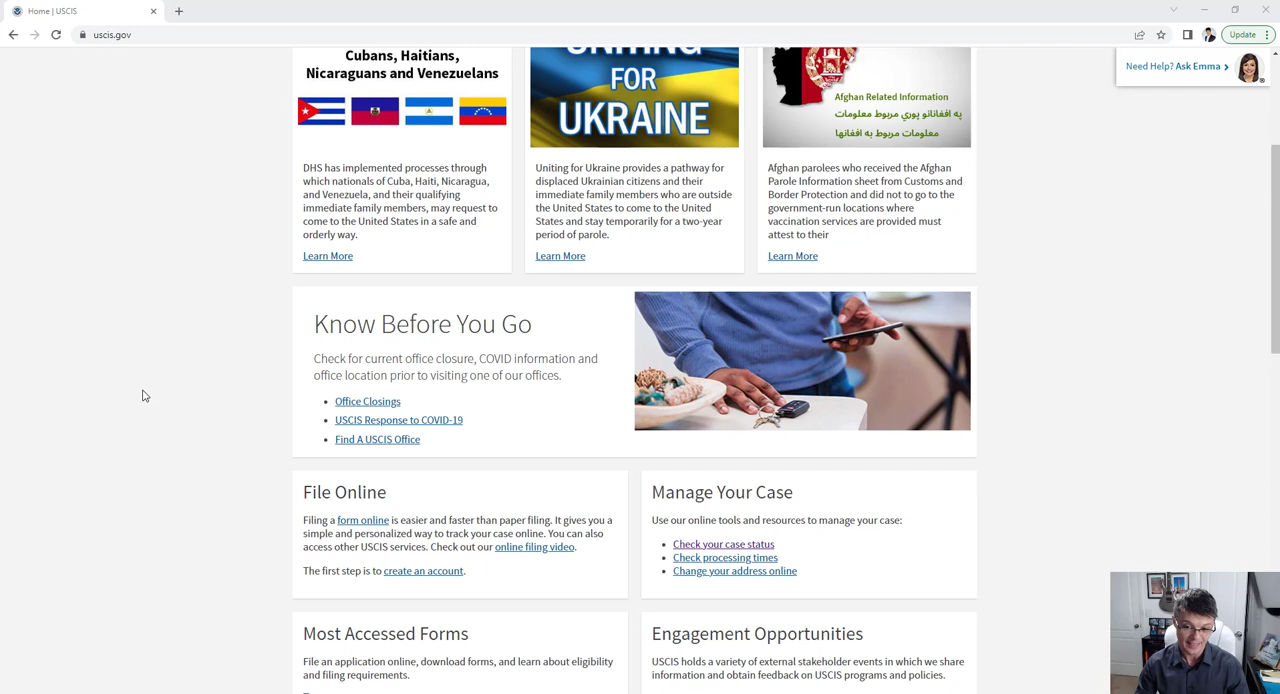 Home | USCIS
uscis.gov
Update
Need Help? Ask Emma
Cubans, Haitians,
Nicaraguans and Venezuelans
DHS has implemented processes through
which nationals of Cuba, Haiti, Nicaragua,
and Venezuela, and their qualifying
immediate family members, may request to
come to the United States in a safe and
orderly way.
Learn More
UNITING
FOR
UKRAINE
Uniting for Ukraine provides a pathway for
displaced Ukrainian citizens and their
immediate family members who are outside
the United States to come to the United
States and stay temporarily for a two-year
period of parole.
Learn More
Afghan Related Information
په افغانانو پوري مربوط معلومات
معلومات مربوط به افغانها
Afghan parolees who received the Afghan
Parole Information sheet from Customs and
Border Protection and did not to go to the
government-run locations where
vaccination services are provided must
attest to their
Learn More
Know Before You Go
Check for current office closure, COVID information and
office location prior to visiting one of our offices.
Office Closings
USCIS Response to COVID-19
Find A USCIS Office
File Online
Filing a form online is easier and faster than paper filing. It gives you a
simple and personalized way to track your case online. You can also
access other USCIS services. Check out our online filing video.
The first step is to create an account.
Manage Your Case
Use our online tools and resources to manage your case:
Check your case status
Check processing times
Change your address online
Most Accessed Forms
File an application online, download forms, and learn about eligibility
and filing requirements.
Engagement Opportunities
USCIS holds a variety of external stakeholder events in which we share
information and obtain feedback on USCIS programs and policies.